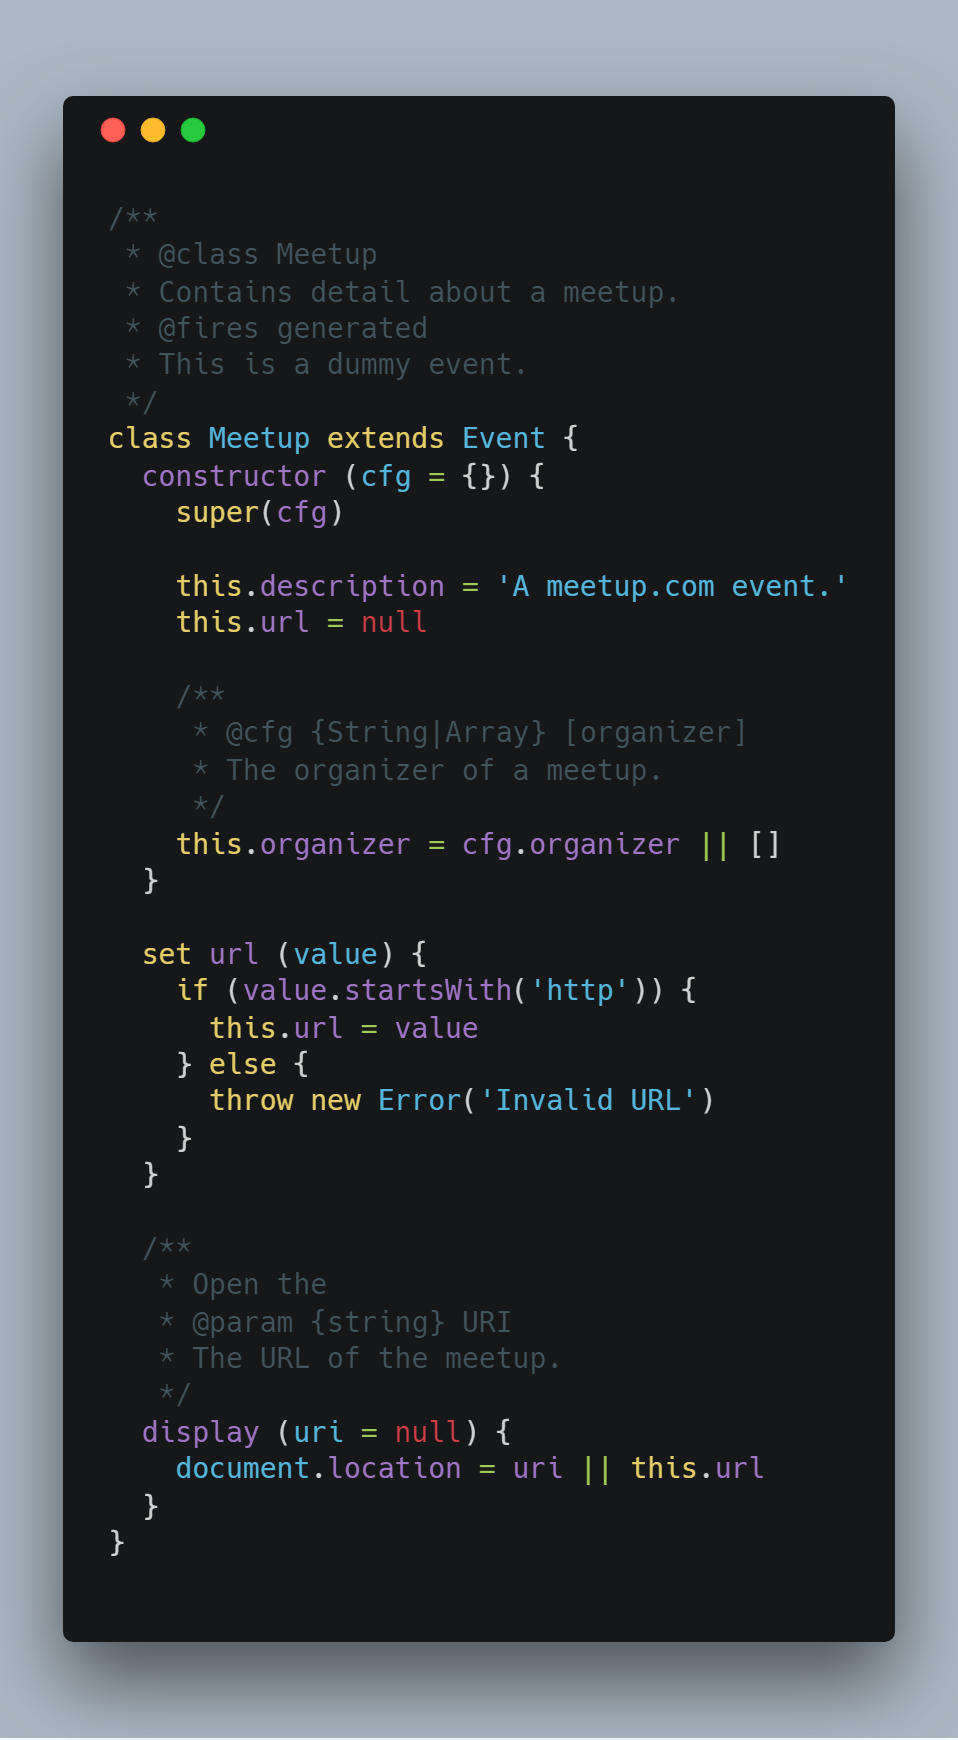 /**
 * @class Meetup
 * Contains detail about a meetup.
 * @fires generated
 * This is a dummy event.
 */
class Meetup extends Event {
  constructor (cfg = {}) {
    super(cfg)

    this.description = 'A meetup.com event.'
    this.url = null

    /**
     * @cfg {String|Array} [organizer]
     * The organizer of a meetup.
     */
    this.organizer = cfg.organizer || []
  }

  set url (value) {
    if (value.startsWith('http')) {
      this.url = value
    } else {
      throw new Error('Invalid URL')
    }
  }

  /**
   * Open the
   * @param {string} URI
   * The URL of the meetup.
   */
  display (uri = null) {
    document.location = uri || this.url
  }
}